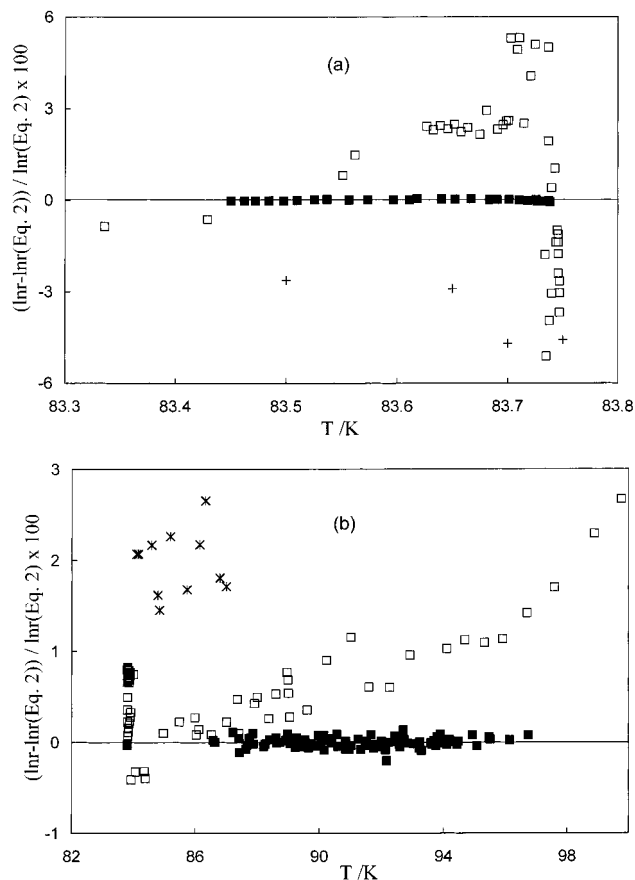 (a)
(lnr-lnr(Eq. 2)) / lnr(Eq. 2) x 100
6
3
0
-3
-6
83.3 83.4 83.5 83.6 83.7 83.8
T /K
(b)
(lnr-lnr(Eq. 2)) / lnr(Eq. 2) x 100
3
2
1
0
-1
82 86 90 94 98
T /K